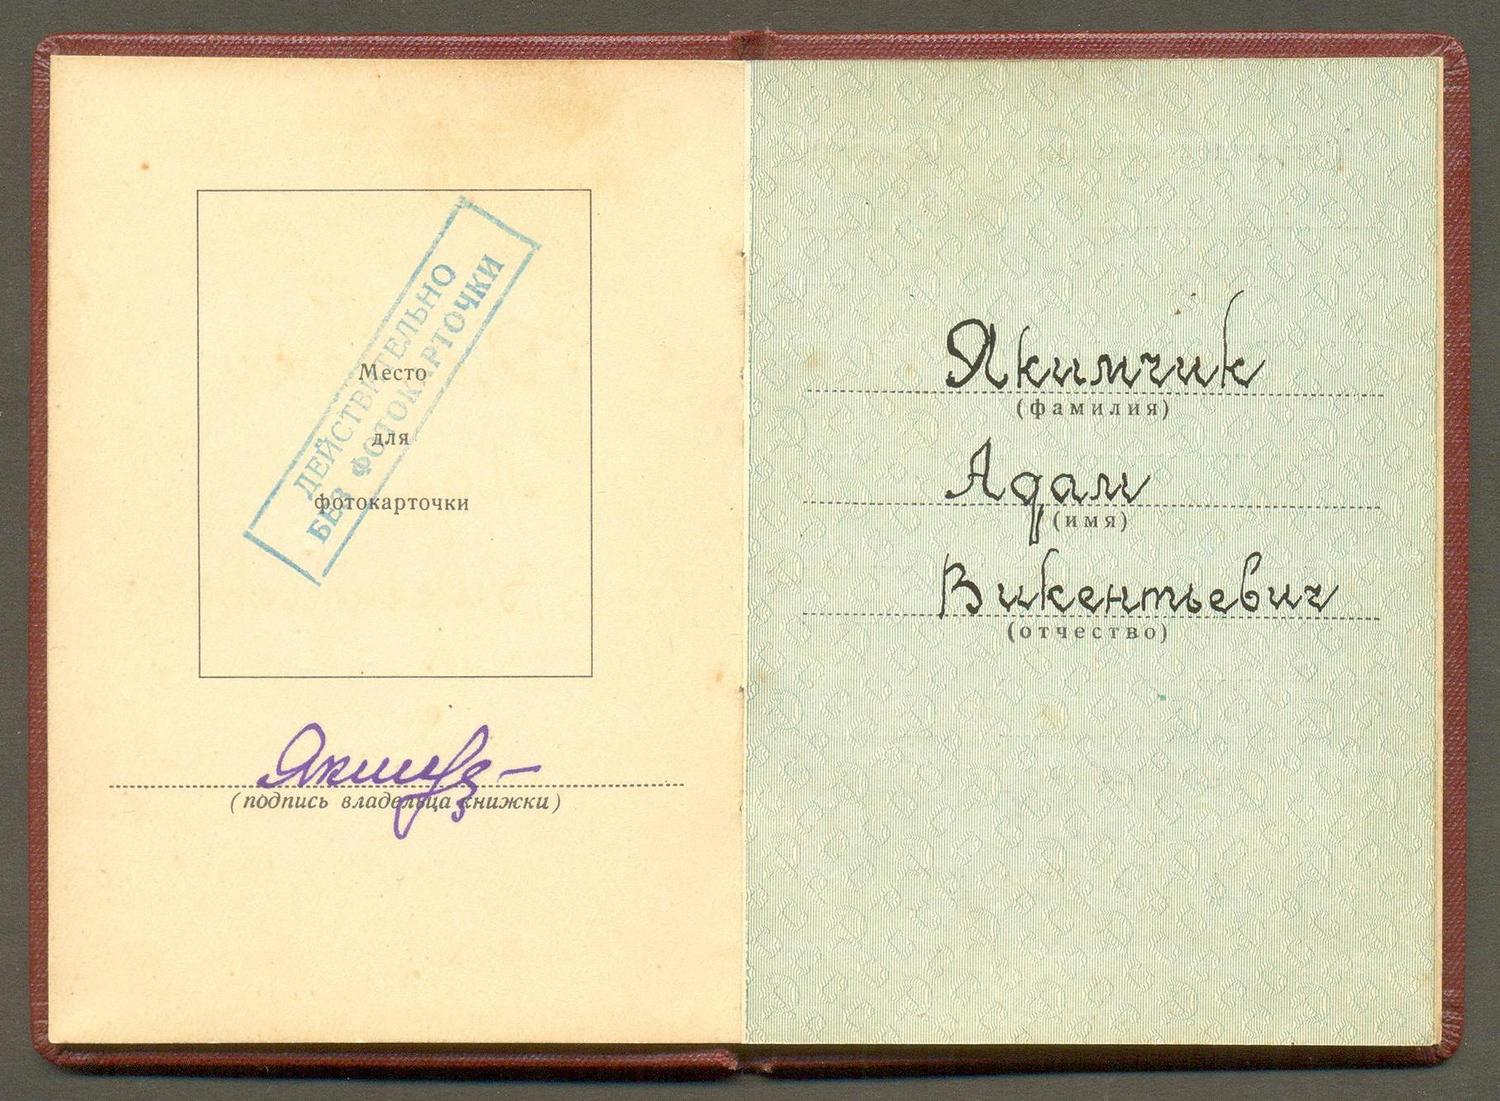 ДЕЙСТВИТЕЛЬНО
БЕЗ ФОТОКАРТОЧКИ
Место
для
фотокарточки
(подпись владельца книжки)
Якимчик
(фамилия)
Адам
(имя)
Викентьевич
(отчество)